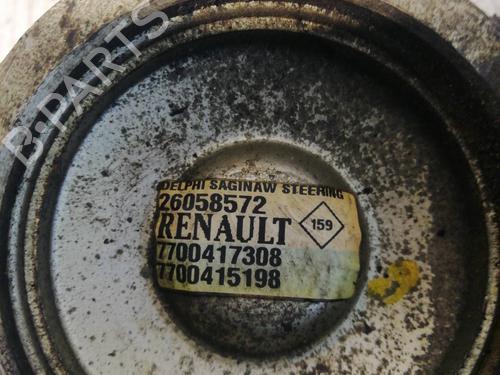 B-PARTS
DELPHI SAGINAW STEERING
26058572
RENAULT 159
7700417308
7700415198